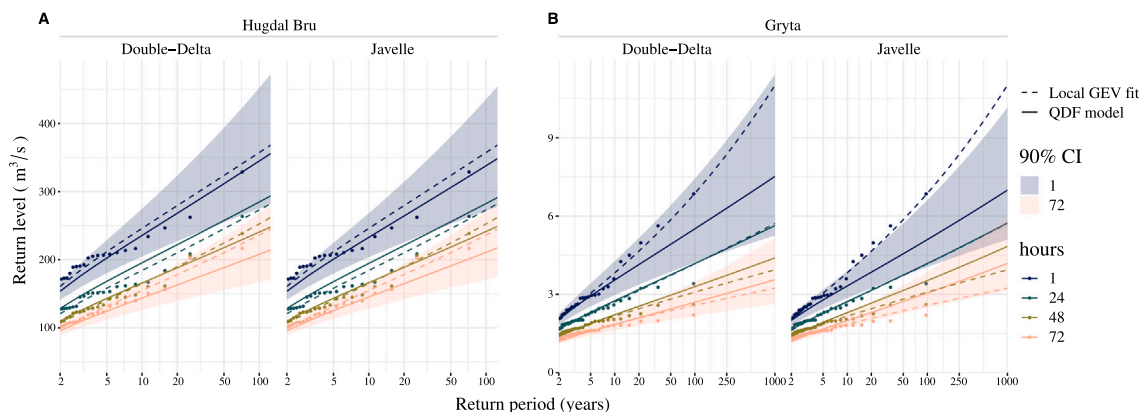 A
Hugdal Bru
B
Gryta
Double−Delta
Javelle
Double−Delta
Javelle
Return level ( m³/s )
400
300
200
100
9
6
3
0
2 5 10 20 50 100
2 5 10 20 50 100
2 5 10 20 50 100 250 1000
2 5 10 20 50 100 250 1000
Return period (years)
Local GEV fit
QDF model
90% CI
1
72
hours
1
24
48
72